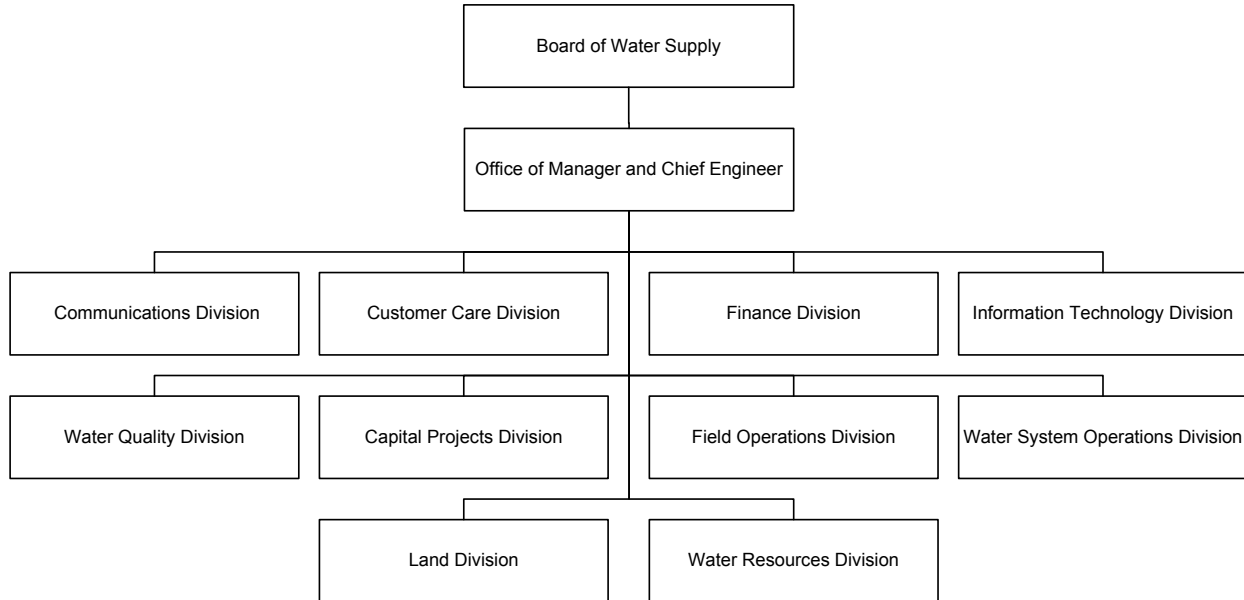 Board of Water Supply
Office of Manager and Chief Engineer
Communications Division
Customer Care Division
Finance Division
Information Technology Division
Water Quality Division
Capital Projects Division
Field Operations Division
Water System Operations Division
Land Division
Water Resources Division